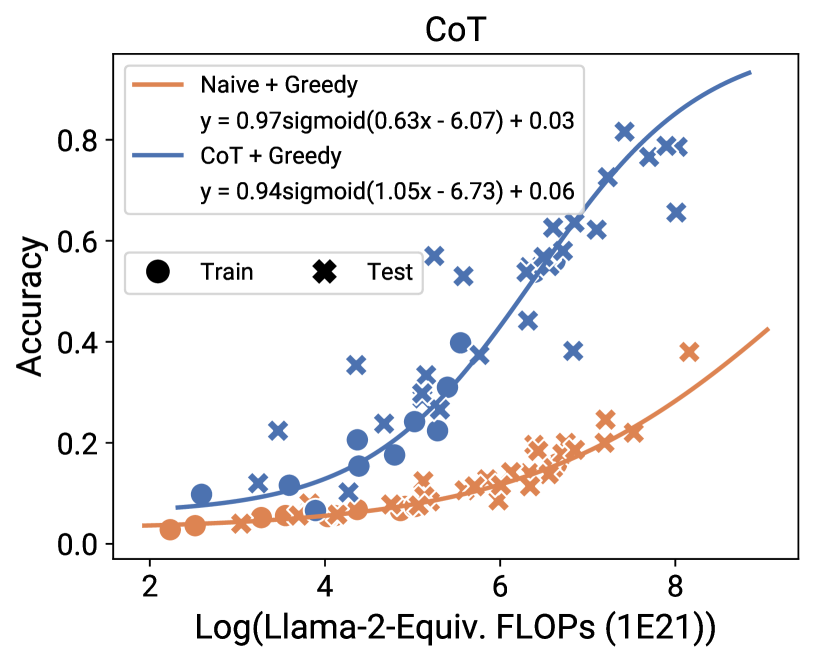 CoT
Naive + Greedy
y = 0.97sigmoid(0.63x - 6.07) + 0.03
CoT + Greedy
y = 0.94sigmoid(1.05x - 6.73) + 0.06
Train Test
Accuracy
0.8
0.6
0.4
0.2
0.0
2 4 6 8
Log(Llama-2-Equiv. FLOPs (1E21))